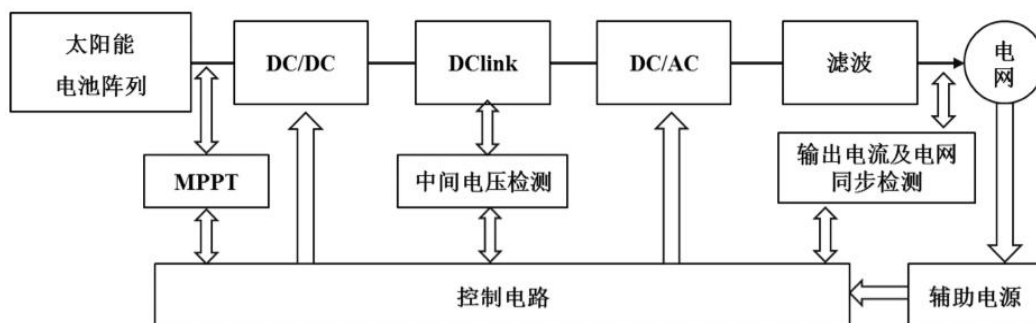 太阳能
电池阵列
DC/DC
DClink
DC/AC
滤波
电
网
MPPT
中间电压检测
输出电流及电网
同步检测
控制电路
辅助电源